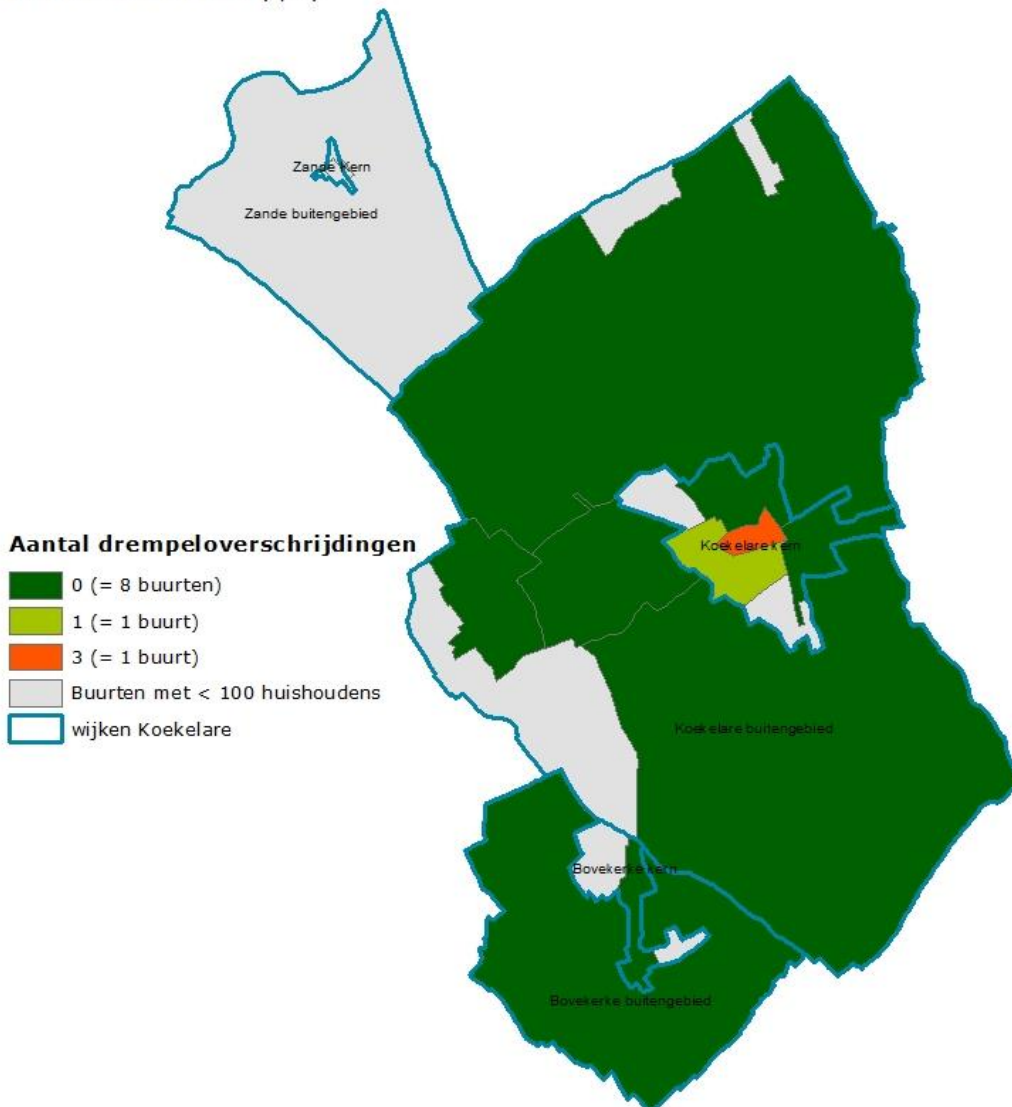 Zande Kern
Zande buitengebied
Koekelare kern
Aantal drempeloverschrijdingen
0 (= 8 buurten)
1 (= 1 buurt)
3 (= 1 buurt)
Buurten met < 100 huishoudens
wijken Koekelare
Koekelare buitengebied
Bovekerke kern
Bovekerke buitengebied